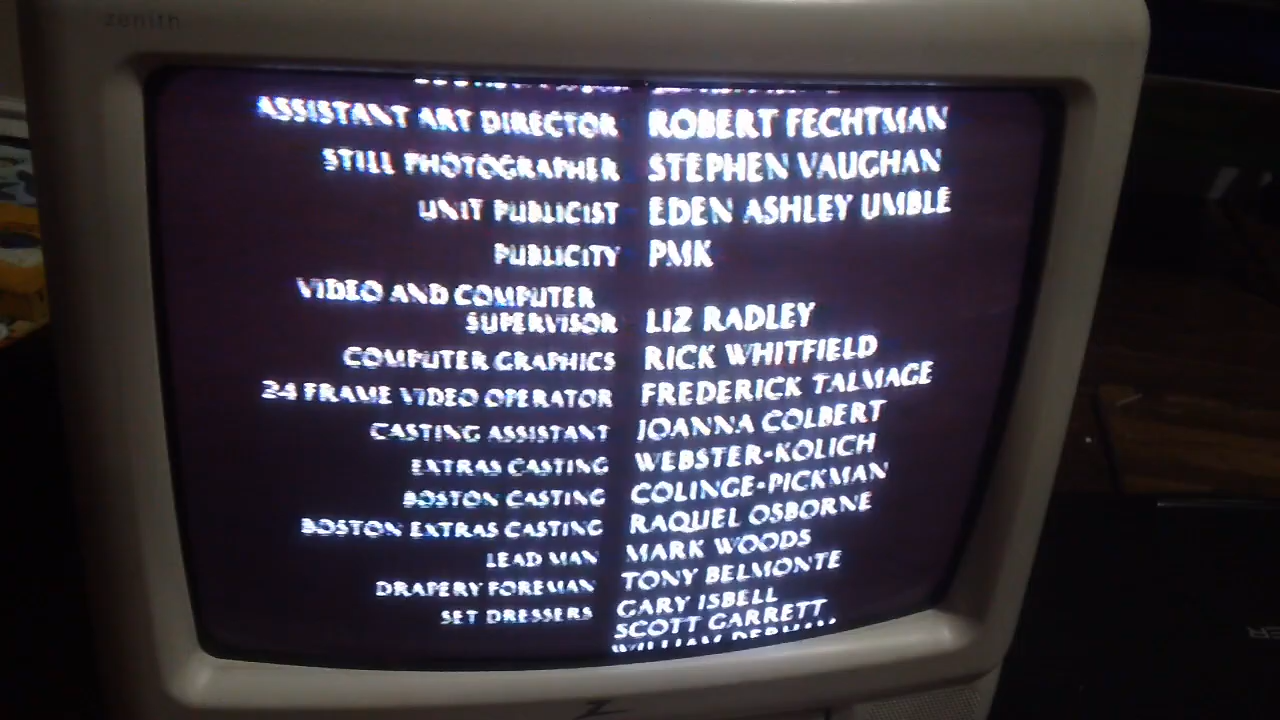 zenith
ASSISTANT ART DIRECTOR ROBERT FECHTMAN
STILL PHOTOGRAPHER STEPHEN VAUGHAN
UNIT PUBLICIST EDEN ASHLEY UMBLE
PUBLICITY PMK
VIDEO AND COMPUTER
SUPERVISOR LIZ RADLEY
COMPUTER GRAPHICS RICK WHITFIELD
24 FRAME VIDEO OPERATOR FREDERICK TALMAGE
CASTING ASSISTANT JOANNA COLBERT
EXTRAS CASTING WEBSTER-KOLICH
BOSTON CASTING COLINGE-PICKMAN
BOSTON EXTRAS CASTING RAQUEL OSBORNE
LEAD MAN MARK WOODS
DRAPERY FOREMAN TONY BELMONTE
SET DRESSERS GARY ISBELL
SCOTT GARRETT
WILLIAM